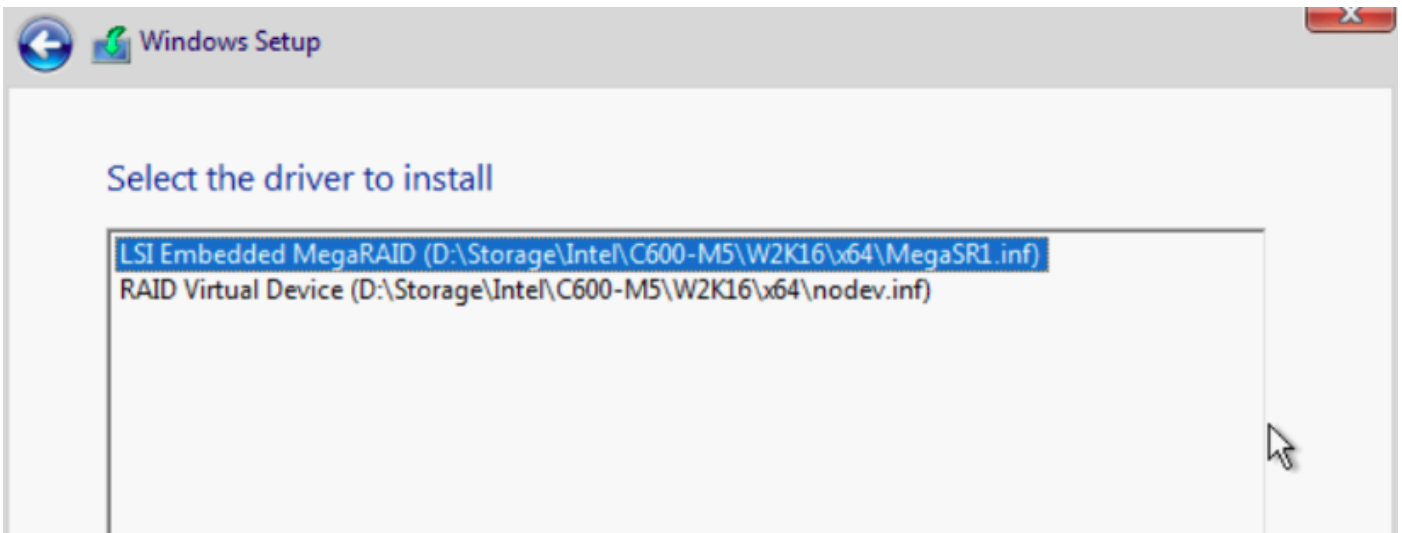 Windows Setup
Select the driver to install
LSI Embedded MegaRAID (D:\Storage\Intel\C600-M5\W2K16\x64\MegaSR1.inf)
RAID Virtual Device (D:\Storage\Intel\C600-M5\W2K16\x64\nodev.inf)